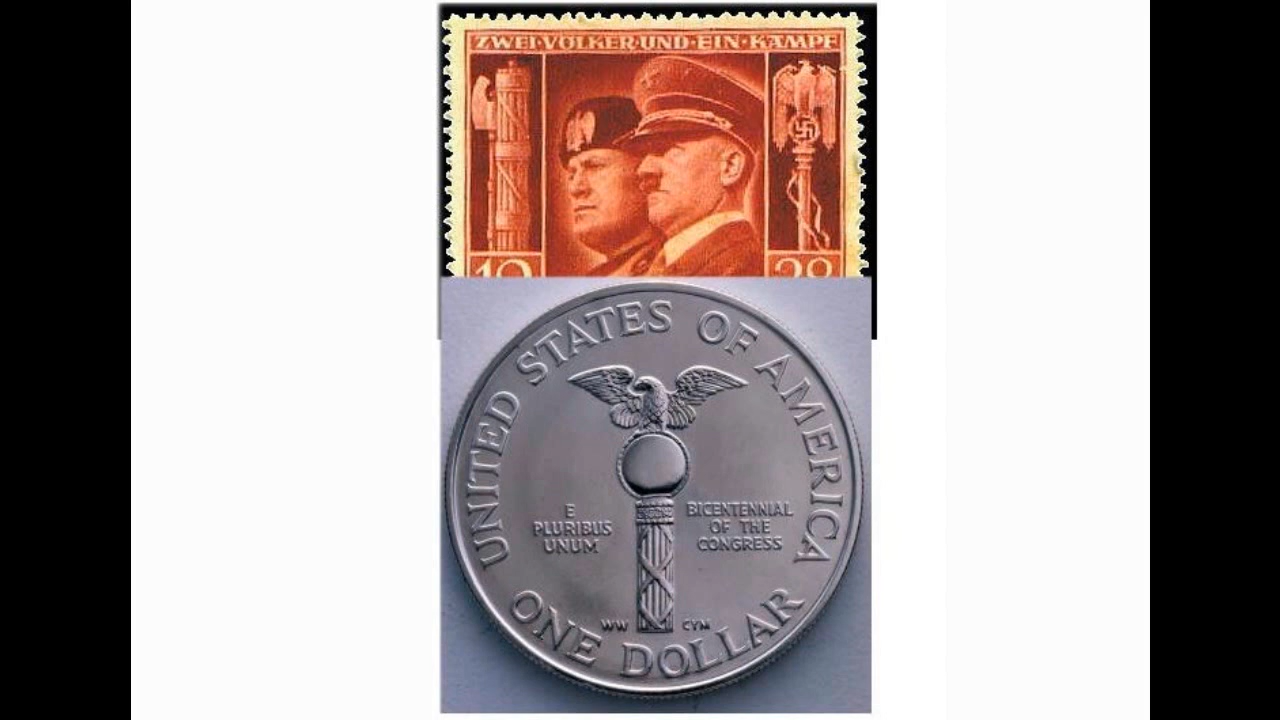 ZWEI·VÖLKER·UND·EIN·KAMPF
UNITED STATES OF AMERICA
E
PLURIBUS
UNUM
BICENTENNIAL
OF THE
CONGRESS
WW CYM
ONE DOLLAR